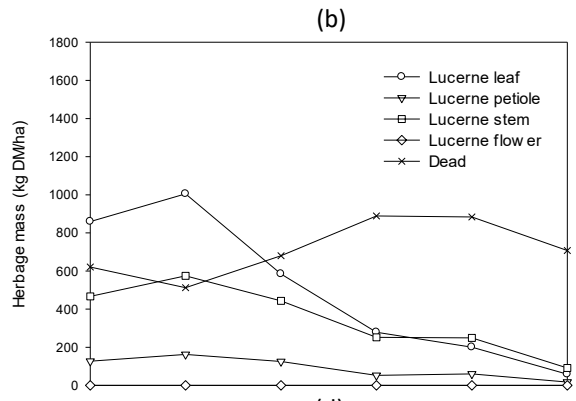 (b)
1800
1600
1400
1200
1000
800
600
400
200
0
Herbage mass (kg DM/ha)
Lucerne leaf
Lucerne petiole
Lucerne stem
Lucerne flow er
Dead